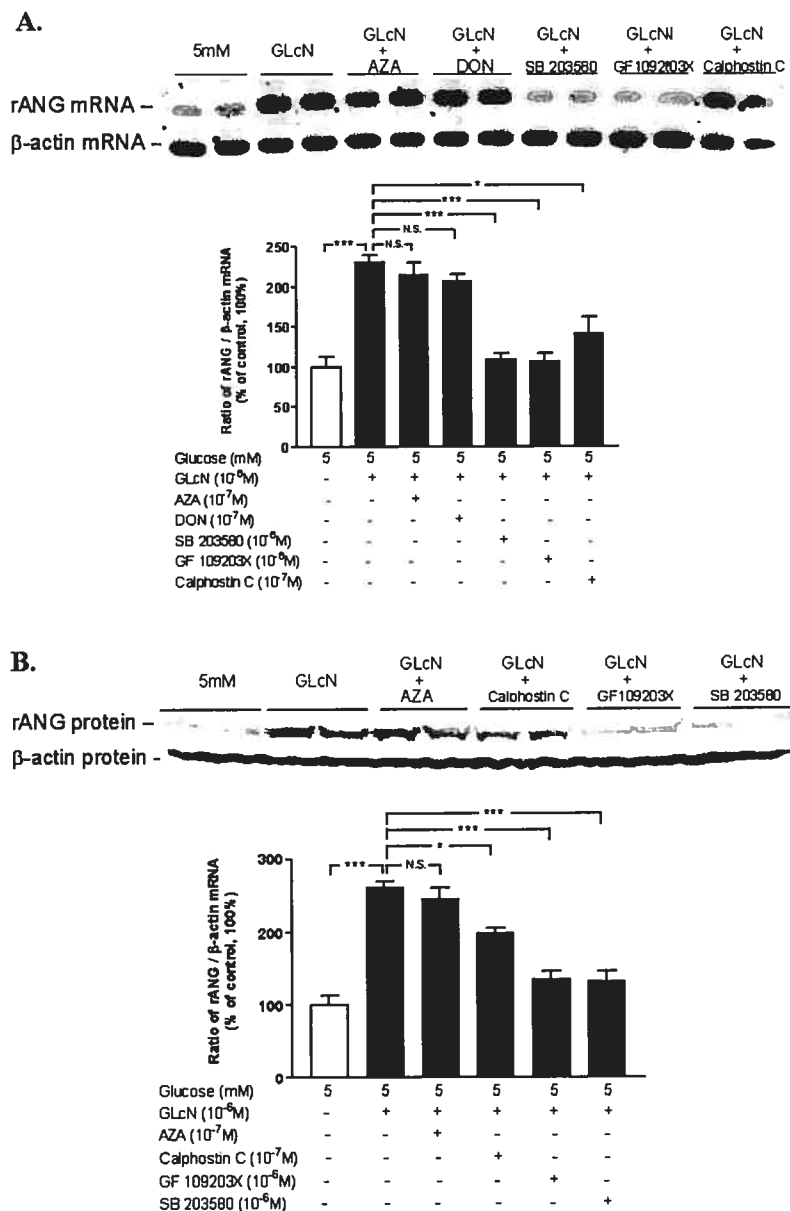 A.
5mM GLcN GLcN + AZA GLcN + DON GLcN + SB 203580 GLcN + GF109203X GLcN + Calphostin C
rANG mRNA –
β-actin mRNA –
*
***
***
N.S.
*** N.S.
Ratio of rANG / β-actin mRNA
(% of control, 100%)
250
200
150
100
50
0
Glucose (mM) 5 5 5 5 5 5 5
GLcN (10⁻⁶M) - + + + + + +
AZA (10⁻⁷M) - - + - - - -
DON (10⁻⁷M) - - - + - - -
SB 203580 (10⁻⁶M) - - - - + - -
GF 109203X (10⁻⁶M) - - - - - + -
Calphostin C (10⁻⁷M) - - - - - - +
B.
5mM GLcN GLcN + AZA GLcN + Calphostin C GLcN + GF109203X GLcN + SB 203580
rANG protein –
β-actin protein -
***
***
*
*** N.S.
Ratio of rANG / β-actin mRNA
(% of control, 100%)
300
200
100
0
Glucose (mM) 5 5 5 5 5 5
GLcN (10⁻⁶M) - + + + + +
AZA (10⁻⁷M) - - + - - -
Calphostin C (10⁻⁷M) - - - + - -
GF 109203X (10⁻⁶M) - - - - + -
SB 203580 (10⁻⁶M) - - - - - +